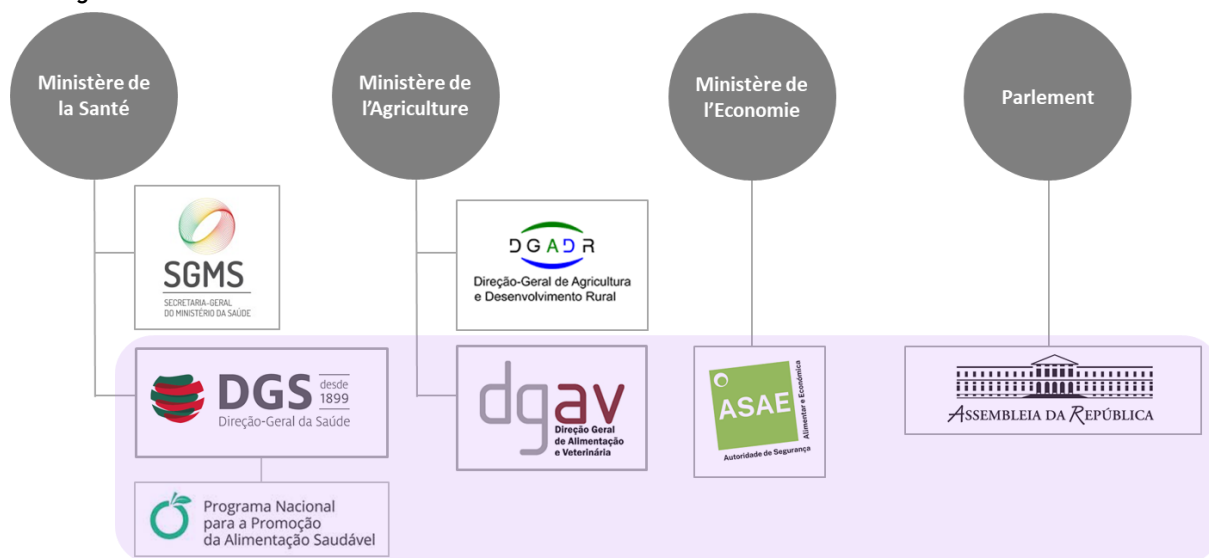 Ministère de
la Santé
Ministère de
l'Agriculture
Ministère de
l'Economie
Parlement
SGMS
SECRETARIA-GERAL
DO MINISTÉRIO DA SAÚDE
DGADR
Direção-Geral de Agricultura
e Desenvolvimento Rural
DGS
desde
1899
Direção-Geral da Saúde
dgav
Direção Geral
de Alimentação
e Veterinária
ASAE
Alimentar e Económica
Autoridade de Segurança
ASSEMBLEIA DA REPÚBLICA
Programa Nacional
para a Promoção
da Alimentação Saudável